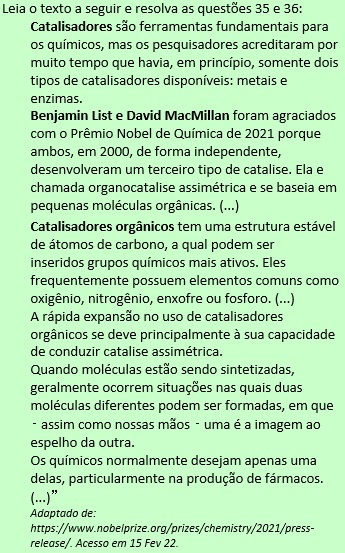 Leia o texto a seguir e resolva as questões 35 e 36:
Catalisadores são ferramentas fundamentais para
os químicos, mas os pesquisadores acreditaram por
muito tempo que havia, em princípio, somente dois
tipos de catalisadores disponíveis: metais e
enzimas.
Benjamin List e David MacMillan foram agraciados
com o Prêmio Nobel de Química de 2021 porque
ambos, em 2000, de forma independente,
desenvolveram um terceiro tipo de catalise. Ela e
chamada organocatalise assimétrica e se baseia em
pequenas moléculas orgânicas. (...)
Catalisadores orgânicos tem uma estrutura estável
de átomos de carbono, a qual podem ser
inseridos grupos químicos mais ativos. Eles
frequentemente possuem elementos comuns como
oxigênio, nitrogênio, enxofre ou fosforo. (...)
A rápida expansão no uso de catalisadores
orgânicos se deve principalmente à sua capacidade
de conduzir catalise assimétrica.
Quando moléculas estão sendo sintetizadas,
geralmente ocorrem situações nas quais duas
moléculas diferentes podem ser formadas, em que
- assim como nossas mãos - uma é a imagem ao
espelho da outra.
Os químicos normalmente desejam apenas uma
delas, particularmente na produção de fármacos.
(...)”
Adaptado de:
https://www.nobelprize.org/prizes/chemistry/2021/press-
release/. Acesso em 15 Fev 22.